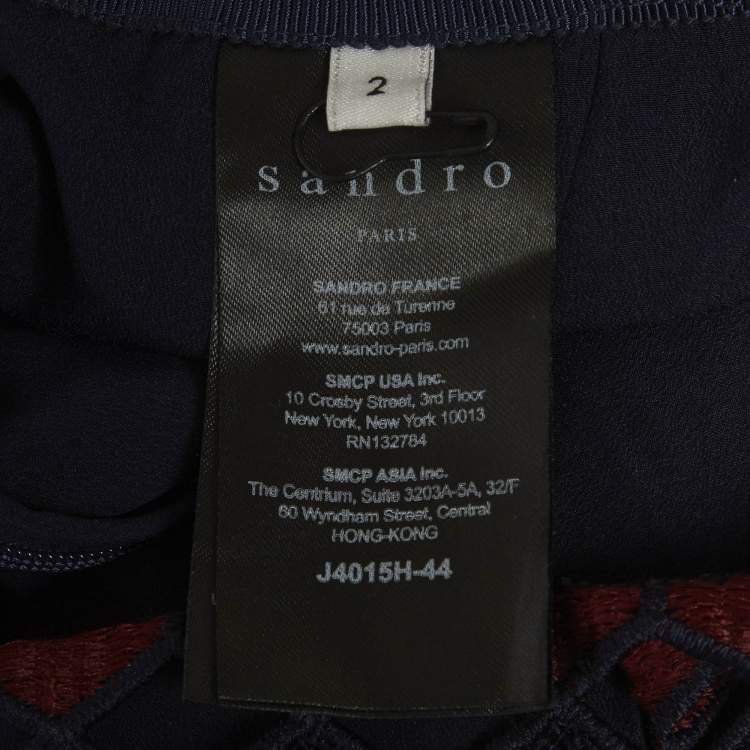 2
sandro
PARIS
SANDRO FRANCE
61 rue de Turenne
75003 Paris
www.sandro-paris.com
SMCP USA Inc.
10 Crosby Street, 3rd Floor
New York, New York 10013
RN132784
SMCP ASIA Inc.
The Centrium, Suite 3203A-5A, 32/F
60 Wyndham Street, Central
HONG-KONG
J4015H-44